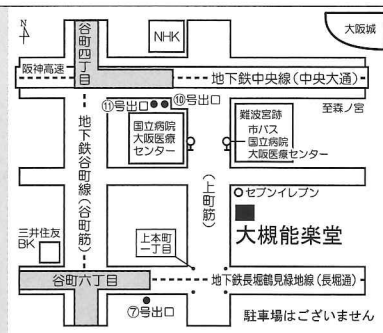 N
谷町四丁目
NHK
大阪城
阪神高速
地下鉄中央線(中央大通)
⑪号出口
⑩号出口
至森ノ宮
国立病院
大阪医療
センター
難波宮跡
市バス
国立病院
大阪医療センター
地下鉄谷町線(谷町筋)
(上町筋)
セブンイレブン
大槻能楽堂
三井住友
BK
上本町
一丁目
谷町六丁目
地下鉄長堀鶴見緑地線(長堀通)
⑦号出口
駐車場はございません